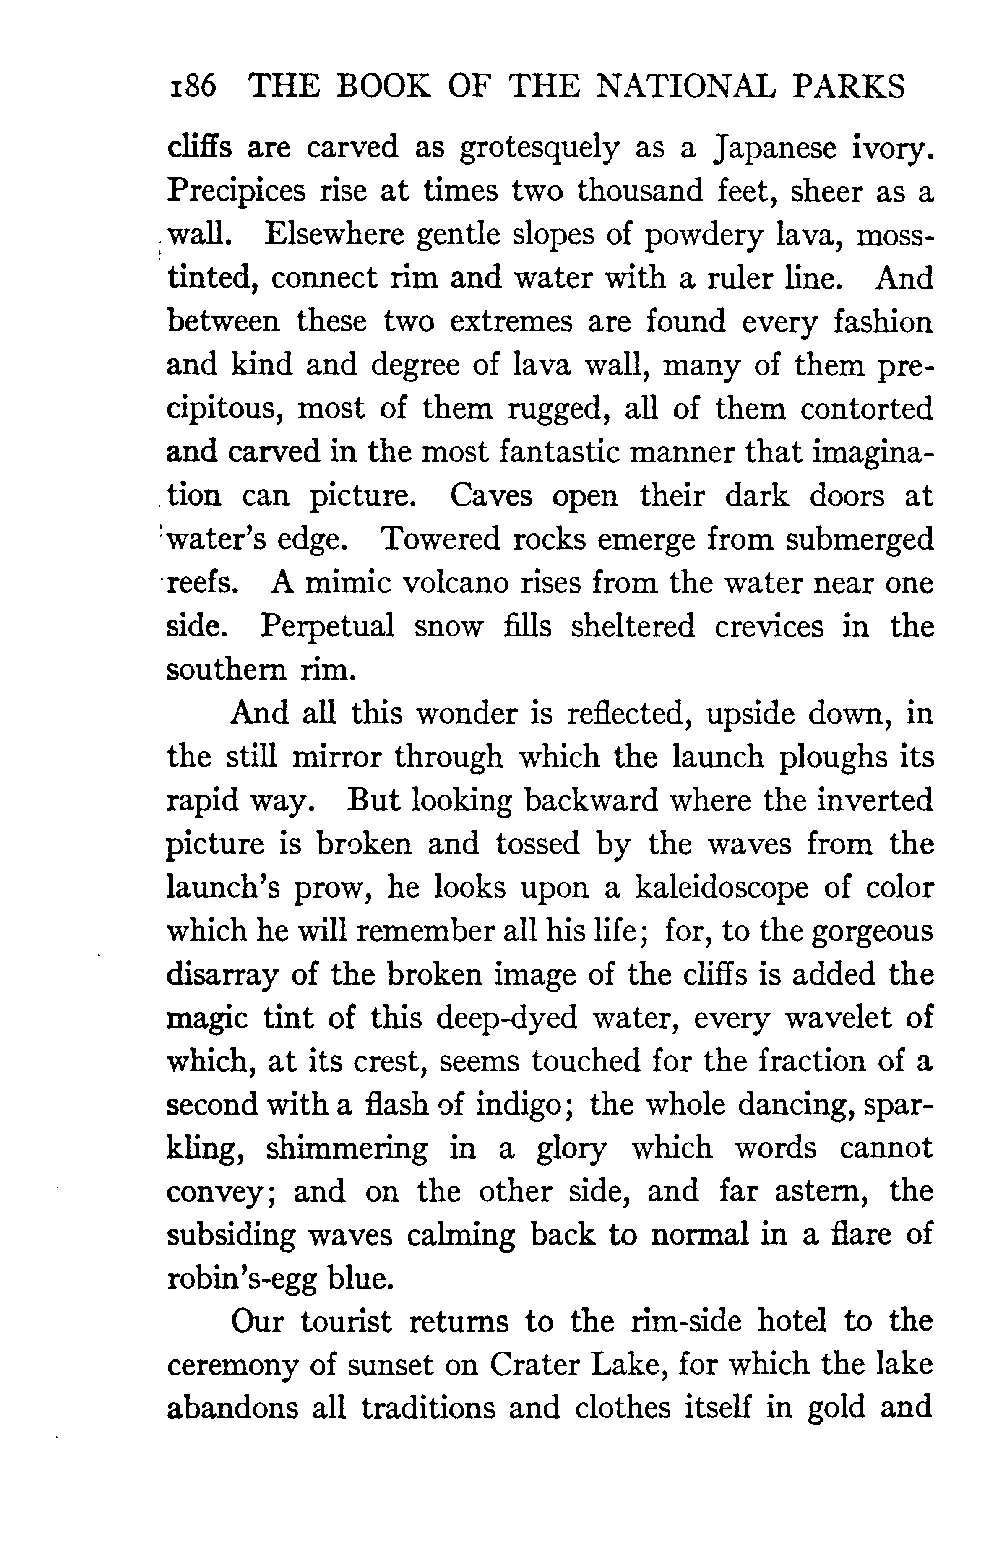 186 THE BOOK OF THE NATIONAL PARKS
cliffs are carved as grotesquely as a Japanese ivory.
Precipices rise at times two thousand feet, sheer as a
wall. Elsewhere gentle slopes of powdery lava, moss-
tinted, connect rim and water with a ruler line. And
between these two extremes are found every fashion
and kind and degree of lava wall, many of them pre-
cipitous, most of them rugged, all of them contorted
and carved in the most fantastic manner that imagina-
tion can picture. Caves open their dark doors at
water's edge. Towered rocks emerge from submerged
reefs. A mimic volcano rises from the water near one
side. Perpetual snow fills sheltered crevices in the
southern rim.
And all this wonder is reflected, upside down, in
the still mirror through which the launch ploughs its
rapid way. But looking backward where the inverted
picture is broken and tossed by the waves from the
launch's prow, he looks upon a kaleidoscope of color
which he will remember all his life; for, to the gorgeous
disarray of the broken image of the cliffs is added the
magic tint of this deep-dyed water, every wavelet of
which, at its crest, seems touched for the fraction of a
second with a flash of indigo; the whole dancing, spar-
kling, shimmering in a glory which words cannot
convey; and on the other side, and far astern, the
subsiding waves calming back to normal in a flare of
robin's-egg blue.
Our tourist returns to the rim-side hotel to the
ceremony of sunset on Crater Lake, for which the lake
abandons all traditions and clothes itself in gold and